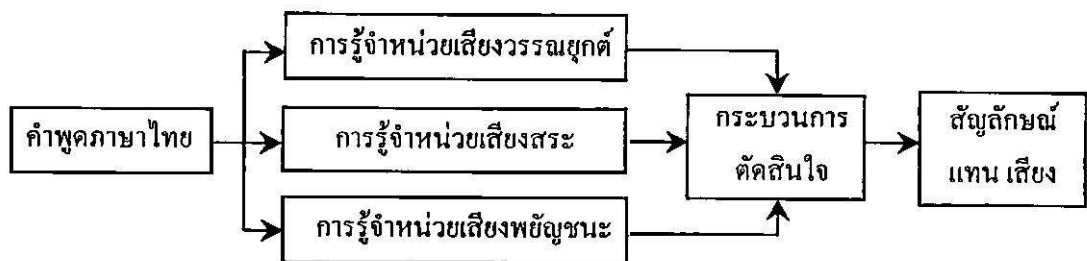 การรู้จำหน่วยเสียงวรรณยุกต์
คำพูดภาษาไทย
การรู้จำหน่วยเสียงสระ
การรู้จำหน่วยเสียงพยัญชนะ
กระบวนการ
ตัดสินใจ
สัญลักษณ์
แทน เสียง